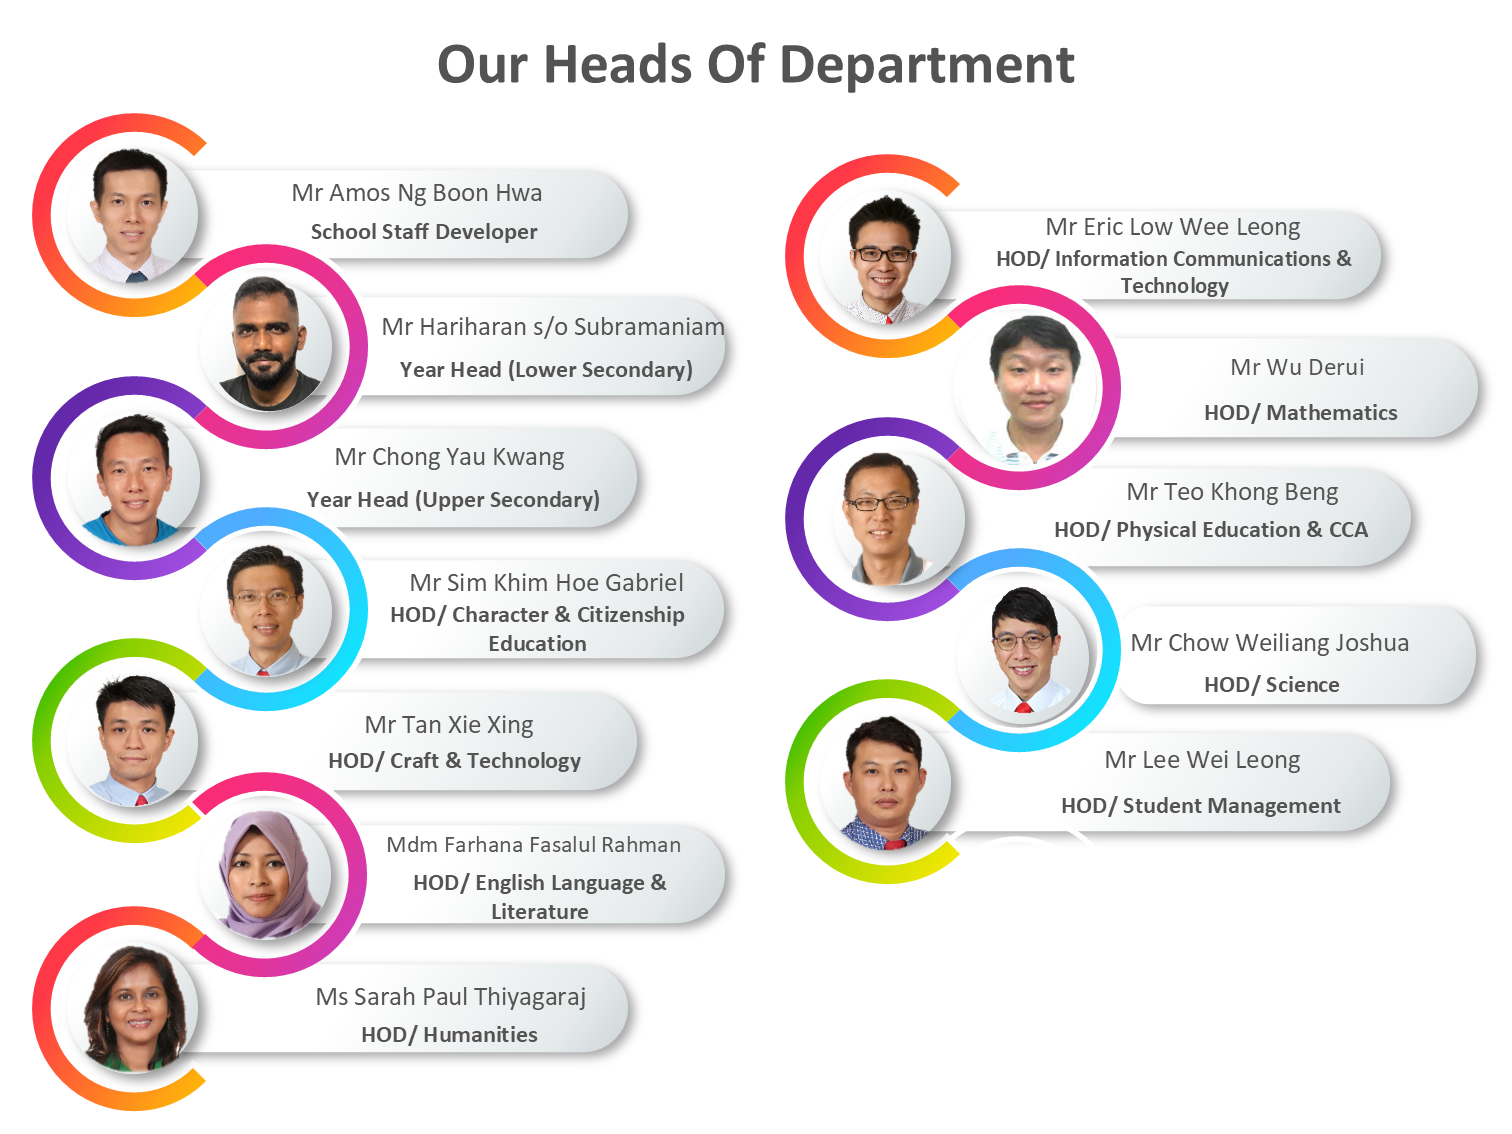 Our Heads Of Department
Mr Amos Ng Boon Hwa
School Staff Developer
Mr Hariharan s/o Subramaniam
Year Head (Lower Secondary)
Mr Chong Yau Kwang
Year Head (Upper Secondary)
Mr Sim Khim Hoe Gabriel
HOD/ Character & Citizenship
Education
Mr Tan Xie Xing
HOD/ Craft & Technology
Mdm Farhana Fasalul Rahman
HOD/ English Language &
Literature
Ms Sarah Paul Thiyagaraj
HOD/ Humanities
Mr Eric Low Wee Leong
HOD/ Information Communications &
Technology
Mr Wu Derui
HOD/ Mathematics
Mr Teo Khong Beng
HOD/ Physical Education & CCA
Mr Chow Weiliang Joshua
HOD/ Science
Mr Lee Wei Leong
HOD/ Student Management